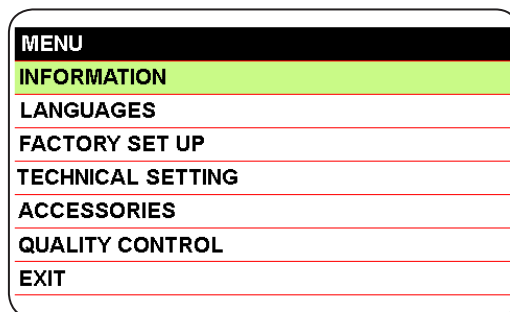 MENU
INFORMATION
LANGUAGES
FACTORY SET UP
TECHNICAL SETTING
ACCESSORIES
QUALITY CONTROL
EXIT